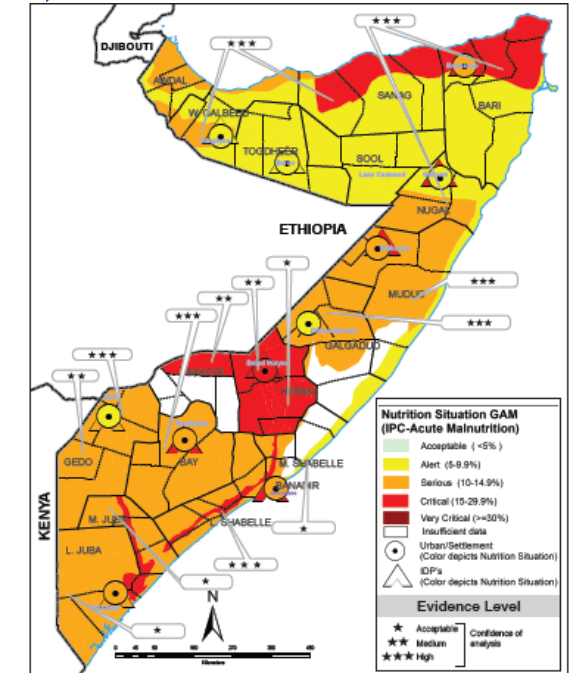 DJIBOUTI
★★★
★★★
AWDAL
SANAG
W. GALBEED
BARI
TOGDHEER
SOOL
Laas Caanood
NUGAL
ETHIOPIA
★
★★
★★
★★★
MUDUG
★★★
★★★
★★★
★★
GALGADUD
HIRAN
GEDO
BAY
M. SHABELLE
BANADIR
KENYA
M. JUBA
L. SHABELLE
L. JUBA
★
★★★
★
★
N
Nutrition Situation GAM
(IPC-Acute Malnutrition)
Acceptable ( <5% )
Alert (5-9.9%)
Serious (10-14.9%)
Critical (15-29.9%)
Very Critical (>=30%)
Insufficient data
Urban/Settlement
(Color depicts Nutrition Situation)
IDP's
(Color depicts Nutrition Situation)
Evidence Level
★ Acceptable
★★ Medium
★★★ High
Confidence of
analysis